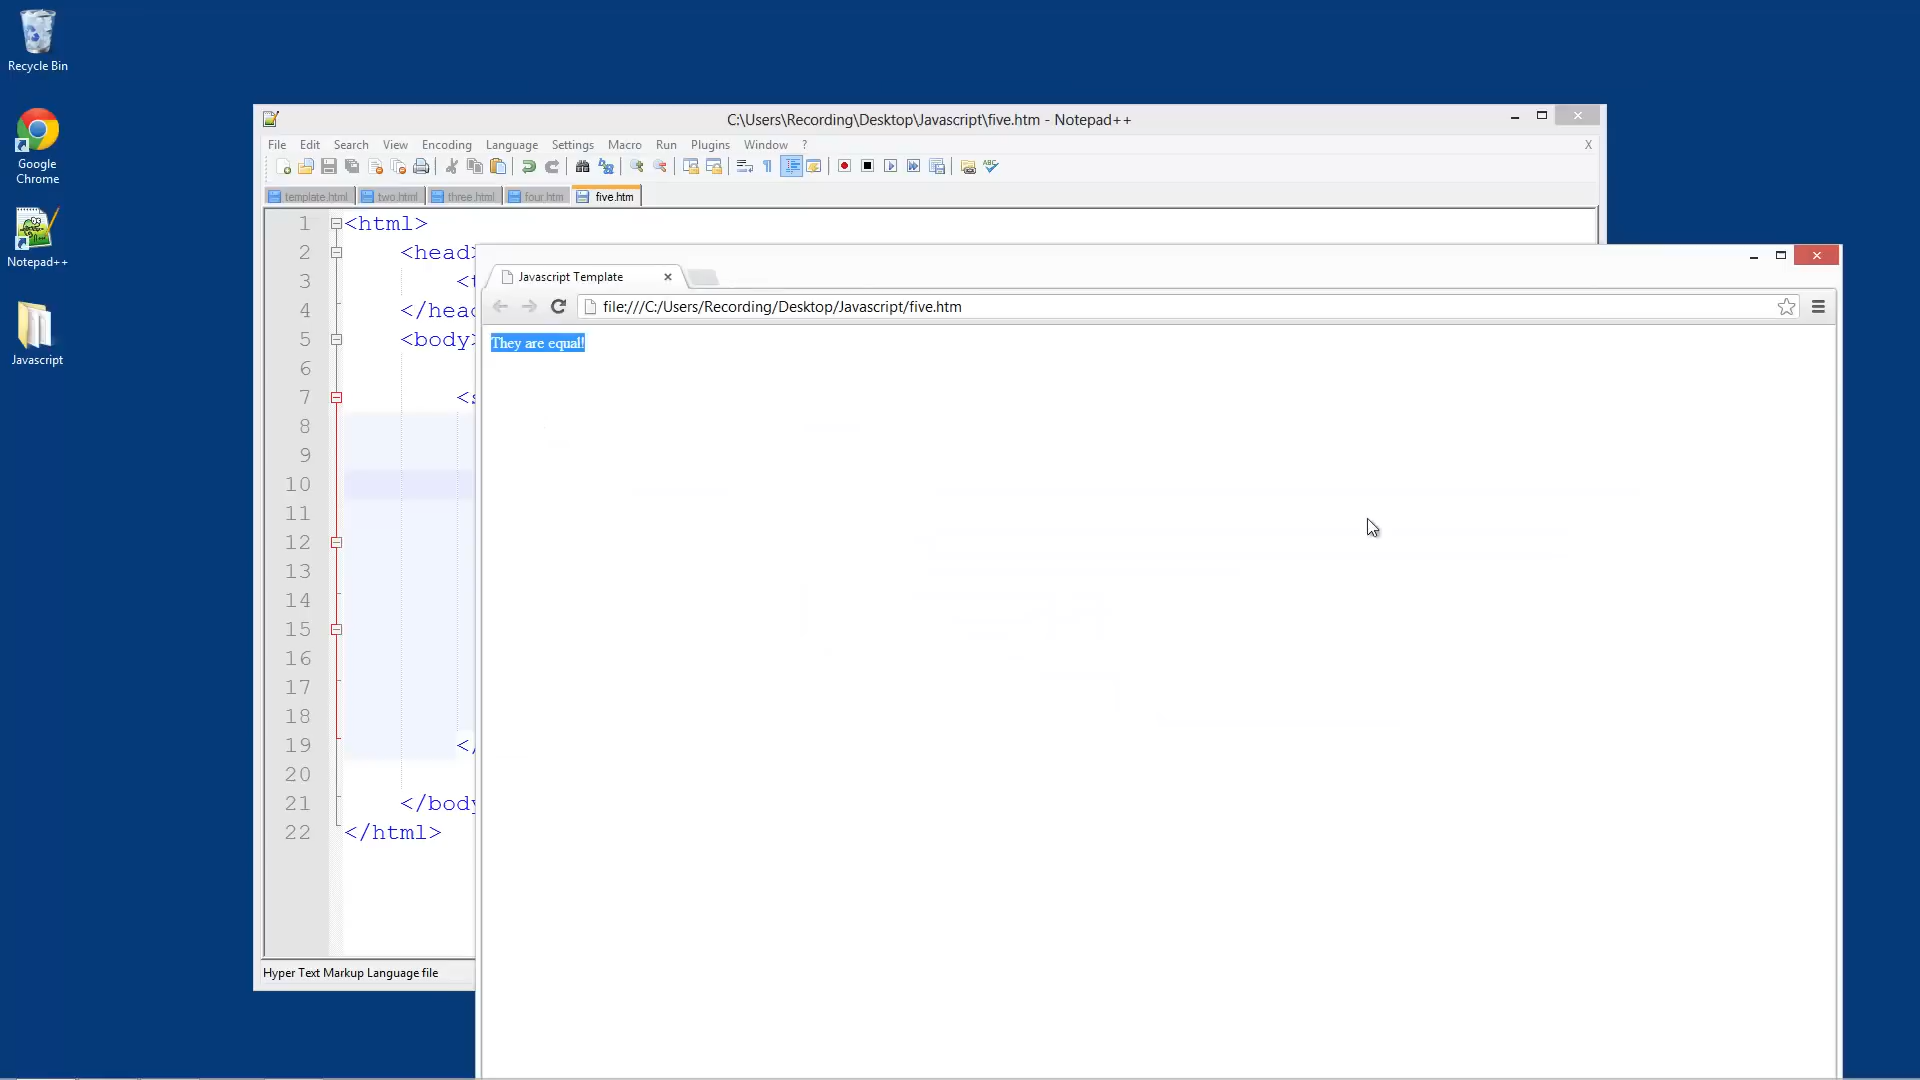 Recycle Bin
Google
Chrome
Notepad++
Javascript
C:\Users\Recording\Desktop\Javascript\five.htm - Notepad++
File Edit Search View Encoding Language Settings Macro Run Plugins Window ? X
template.html two.html three.html four.htm five.htm
1 <html>
2 <head>
3 <t
4 </head
5 <body>
6
7 <s
8
9
10
11
12
13
14
15
16
17
18
19 </
20
21 </body
22 </html>
Hyper Text Markup Language file
Javascript Template
file:///C:/Users/Recording/Desktop/Javascript/five.htm
They are equal!